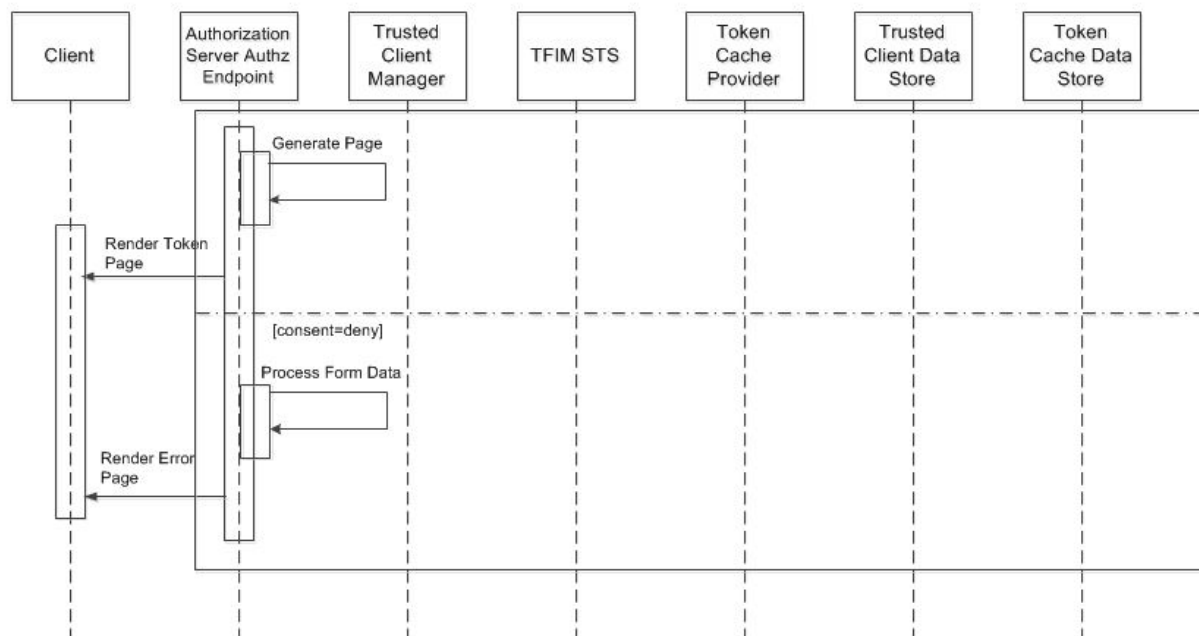 Client
Authorization
Server Authz
Endpoint
Trusted
Client
Manager
TFIM STS
Token
Cache
Provider
Trusted
Client Data
Store
Token
Cache Data
Store
Generate Page
Render Token
Page
[consent=deny]
Process Form Data
Render Error
Page